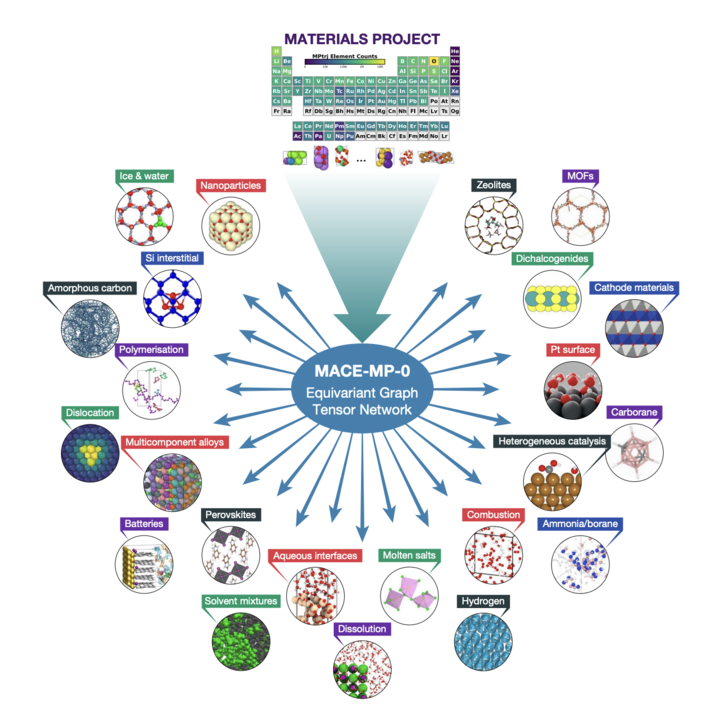 MATERIALS PROJECT
MPtrj Element Counts
H He
Li Be B C N O F Ne
Na Mg Al Si P S Cl Ar
K Ca Sc Ti V Cr Mn Fe Co Ni Cu Zn Ga Ge As Se Br Kr
Rb Sr Y Zr Nb Mo Tc Ru Rh Pd Ag Cd In Sn Sb Te I Xe
Cs Ba Hf Ta W Re Os Ir Pt Au Hg Tl Pb Bi Po At Rn
Fr Ra Rf Db Sg Bh Hs Mt Ds Rg Cn Nh Fl Mc Lv Ts Og
La Ce Pr Nd Pm Sm Eu Gd Tb Dy Ho Er Tm Yb Lu
Ac Th Pa U Np Pu Am Cm Bk Cf Es Fm Md No Lr
...
Ice & water
Nanoparticles
Zeolites
MOFs
Si interstitial
Dichalcogenides
Amorphous carbon
Cathode materials
Polymerisation
Pt surface
MACE-MP-0
Equivariant Graph
Tensor Network
Dislocation
Carborane
Multicomponent alloys
Heterogeneous catalysis
Batteries
Perovskites
Combustion
Ammonia/borane
Aqueous interfaces
Molten salts
Solvent mixtures
Hydrogen
Dissolution